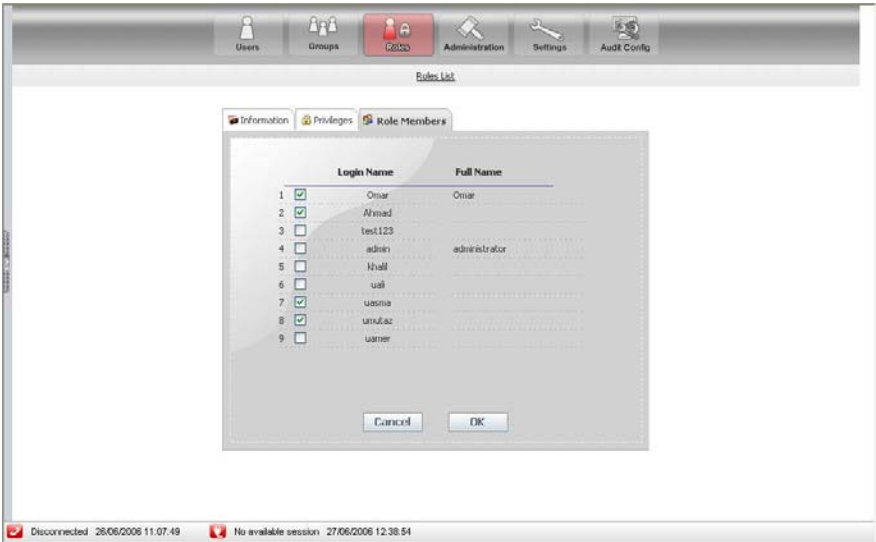 Users Groups Roles Administration Settings Audit Config
Roles List
Information Privileges Role Members
Login Name Full Name
1 Omar Omar
2 Ahmad
3 test123
4 admin administrator
5 khalil
6 uali
7 uasma
8 umutaz
9 uamer
Cancel OK
Disconnected 26/06/2006 11.07.49 No available session 27/06/2006 12.38.54